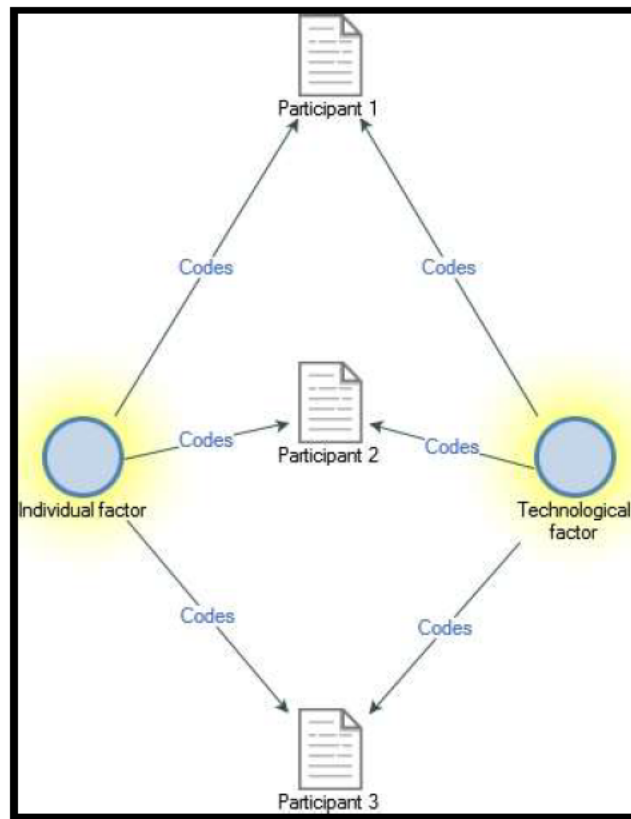 Participant 1
Codes
Codes
Codes
Participant 2
Codes
Individual factor
Technological
factor
Codes
Codes
Participant 3